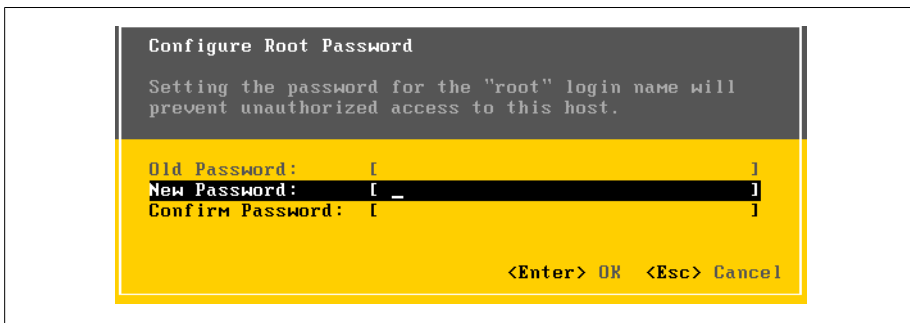 Configure Root Password
Setting the password for the "root" login name will
prevent unauthorized access to this host.
Old Password: [ ]
New Password: [ _ ]
Confirm Password: [ ]
<Enter> OK <Esc> Cancel